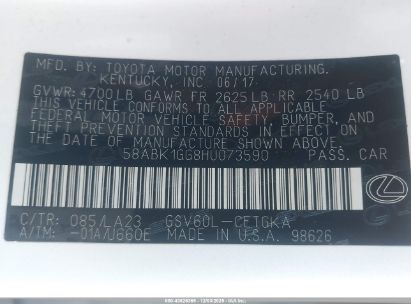 MFD. BY: TOYOTA MOTOR MANUFACTURING.
KENTUCKY, INC. 06/17
GVWR: 4700LB GAWR FR 2625LB RR 2540 LB
THIS VEHICLE CONFORMS TO ALL APPLICABLE
FEDERAL MOTOR VEHICLE SAFETY, BUMPER, AND
THEFT PREVENTION STANDARDS IN EFFECT ON
THE DATE OF MANUFACTURE SHOWN ABOVE.
58ABK1GG8HU073590 PASS. CAR
C/TR: 085/LA23 GSV60L-CETGKA
A/TM: -01A/U660E MADE IN U.S.A. 98626